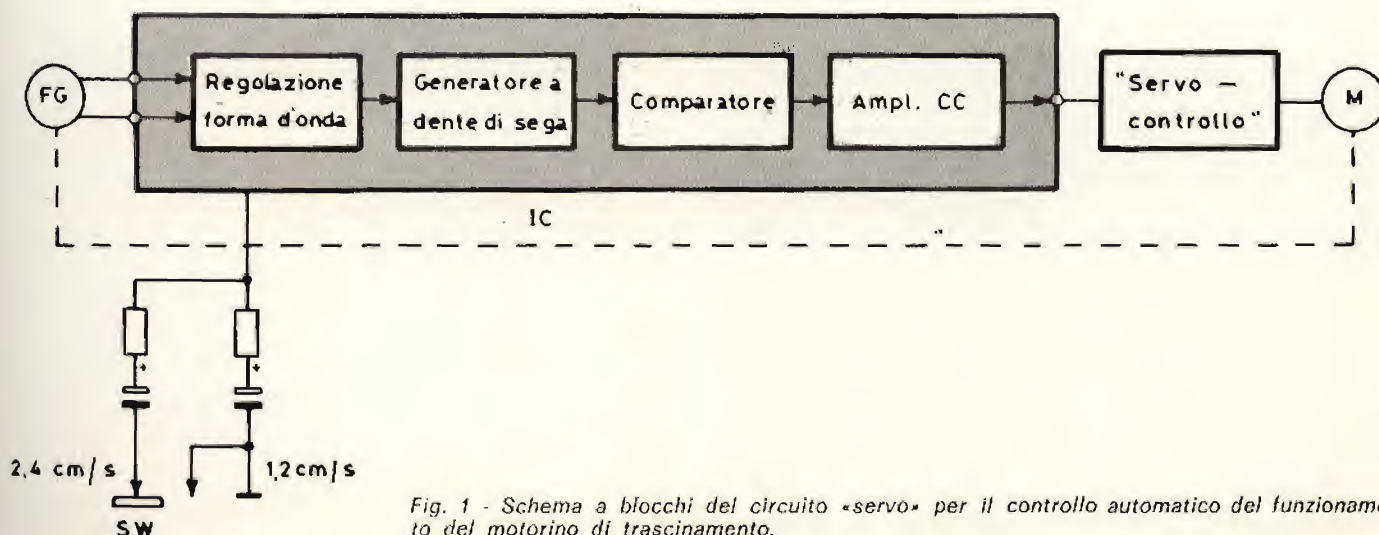 FG
Regolazione
forma d'onda
Generatore a
dente di sega
Comparatore
Ampl. CC
"Servo —
controllo"
M
IC
+
+
2,4 cm/s
1,2 cm/s
SW
Fig. 1 - Schema a blocchi del circuito «servo» per il controllo automatico del funzioname
to del motorino di trascinamento.